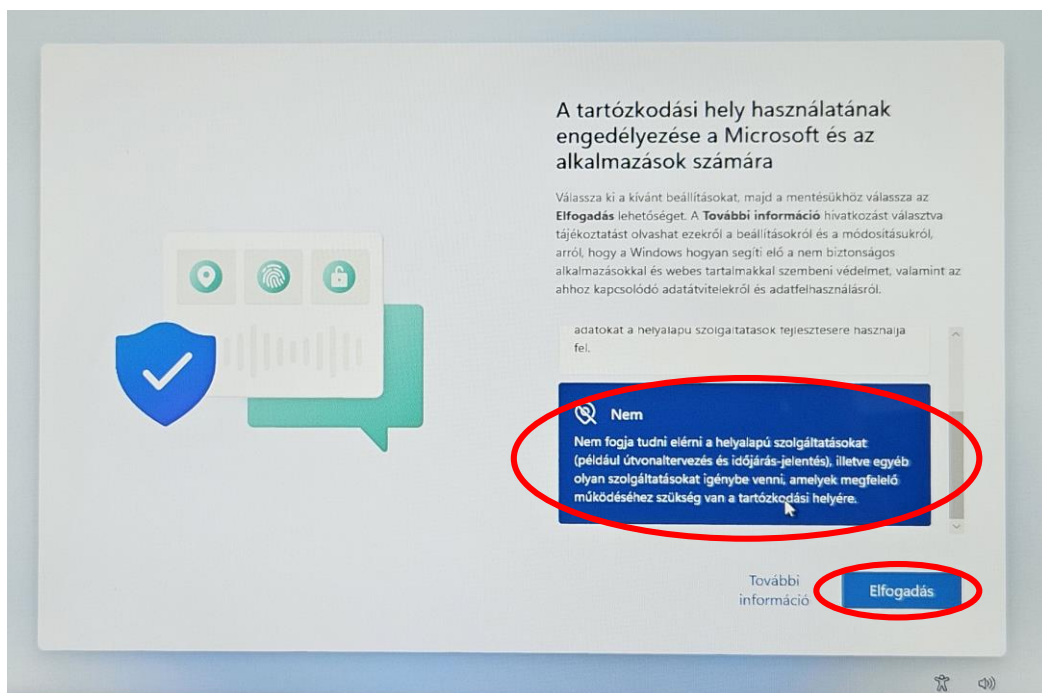 A tartózkodási hely használatának
engedélyezése a Microsoft és az
alkalmazások számára
Válassza ki a kívánt beállításokat, majd a mentésükhöz válassza az
Elfogadás lehetőséget. A További információ hivatkozást választva
tájékoztatást olvashat ezekről a beállításokról és a módosításukról,
arról, hogy a Windows hogyan segíti elő a nem biztonságos
alkalmazásokkal és webes tartalmakkal szembeni védelmet, valamint az
ahhoz kapcsolódó adatátvitelekről és adatfelhasználásról.
adatokat a helyalapú szolgáltatások fejlesztésére használja
fel.
Nem
Nem fogja tudni elérni a helyalapú szolgáltatásokat
(például útvonaltervezés és időjárás-jelentés), illetve egyéb
olyan szolgáltatásokat igénybe venni, amelyek megfelelő
működéséhez szükség van a tartózkodási helyére.
További
információ
Elfogadás